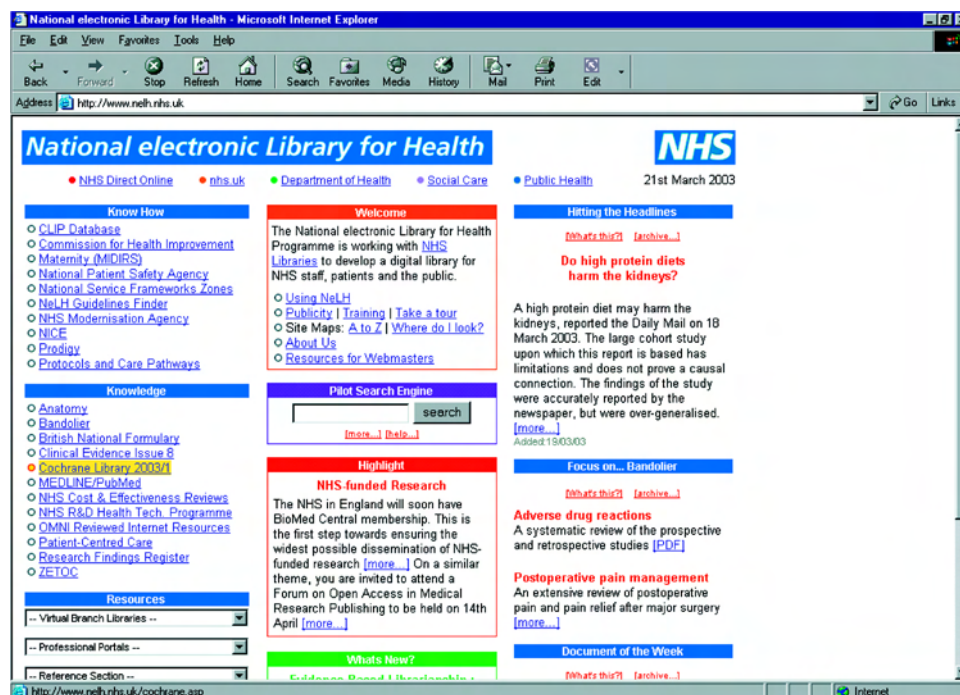 National electronic Library for Health - Microsoft Internet Explorer
File Edit View Favorites Tools Help
Back Forward Stop Refresh Home Search Favorites Media History Mail Print Edit
Address http://www.nelh.nhs.uk Go Links
National electronic Library for Health
NHS
NHS Direct Online nhs.uk Department of Health Social Care Public Health 21st March 2003
Know How
CLIP Database
Commission for Health Improvement
Maternity (MIDIRS)
National Patient Safety Agency
National Service Frameworks Zones
NeLH Guidelines Finder
NHS Modernisation Agency
NICE
Prodigy
Protocols and Care Pathways
Knowledge
Anatomy
Bandolier
British National Formulary
Clinical Evidence Issue 8
Cochrane Library 2003/1
MEDLINE/PubMed
NHS Cost & Effectiveness Reviews
NHS R&D Health Tech. Programme
OMNI Reviewed Internet Resources
Patient-Centred Care
Research Findings Register
ZETOC
Resources
-- Virtual Branch Libraries --
-- Professional Portals --
-- Reference Section --
Welcome
The National electronic Library for Health
Programme is working with NHS
Libraries to develop a digital library for
NHS staff, patients and the public.
Using NeLH
Publicity | Training | Take a tour
Site Maps: A to Z | Where do I look?
About Us
Resources for Webmasters
Pilot Search Engine
search
[more...] [help...]
Highlight
NHS-funded Research
The NHS in England will soon have
BioMed Central membership. This is
the first step towards ensuring the
widest possible dissemination of NHS-
funded research [more...] On a similar
theme, you are invited to attend a
Forum on Open Access in Medical
Research Publishing to be held on 14th
April [more...]
Whats New?
Evidence Based Librarianship :
Hitting the Headlines
[What's this?] [archive...]
Do high protein diets
harm the kidneys?
A high protein diet may harm the
kidneys, reported the Daily Mail on 18
March 2003. The large cohort study
upon which this report is based has
limitations and does not prove a causal
connection. The findings of the study
were accurately reported by the
newspaper, but were over-generalised.
[more...]
Added:19/03/03
Focus on... Bandolier
[What's this?] [archive...]
Adverse drug reactions
A systematic review of the prospective
and retrospective studies [PDF]
Postoperative pain management
An extensive review of postoperative
pain and pain relief after major surgery
[more...]
Document of the Week
[What's this?] [archive...]
http://www.nelh.nhs.uk/cochrane.asp Internet